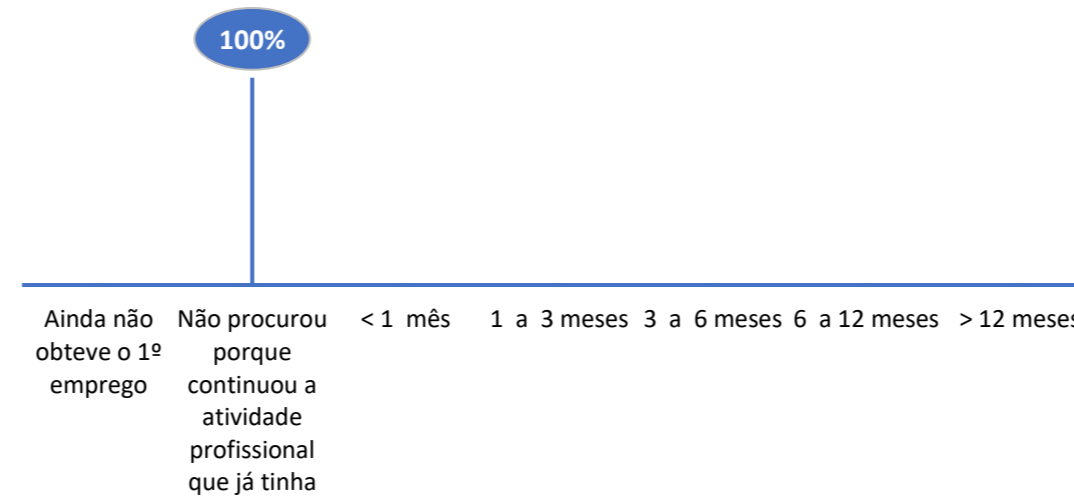 100%
Ainda não
obteve o 1º
emprego
Não procurou
porque
continuou a
atividade
profissional
que já tinha
< 1 mês
1 a 3 meses
3 a 6 meses
6 a 12 meses
> 12 meses